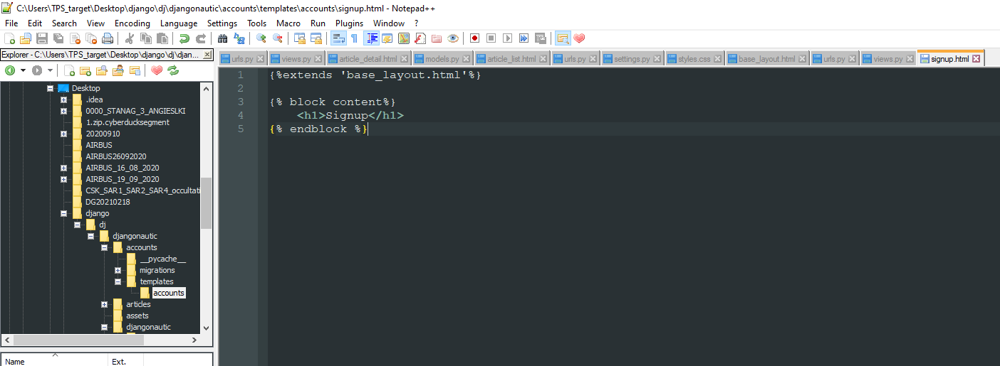 C:\Users\TPS_target\Desktop\django\dj\djangonautic\accounts\templates\accounts\signup.html - Notepad++
File Edit Search View Encoding Language Settings Tools Macro Run Plugins Window ?
Explorer - C:\Users\TPS_target\Desktop\django\dj\djan...
urls.py views.py article_detail.html models.py article_list.html urls.py settings.py styles.css base_layout.html urls.py views.py signup.html
Desktop
.idea
0000_STANAG_3_ANGIESLKI
1.zip.cyberducksegment
20200910
AIRBUS
AIRBUS26092020
AIRBUS_16_08_2020
AIRBUS_19_09_2020
CSK_SAR1_SAR2_SAR4_occultati
DG20210218
django
dj
djangonautic
accounts
__pycache__
migrations
templates
accounts
articles
assets
djangonautic
Name Ext.
1 {%extends 'base_layout.html'%}
2
3 {% block content%}
4 <h1>Signup</h1>
5 {% endblock %}